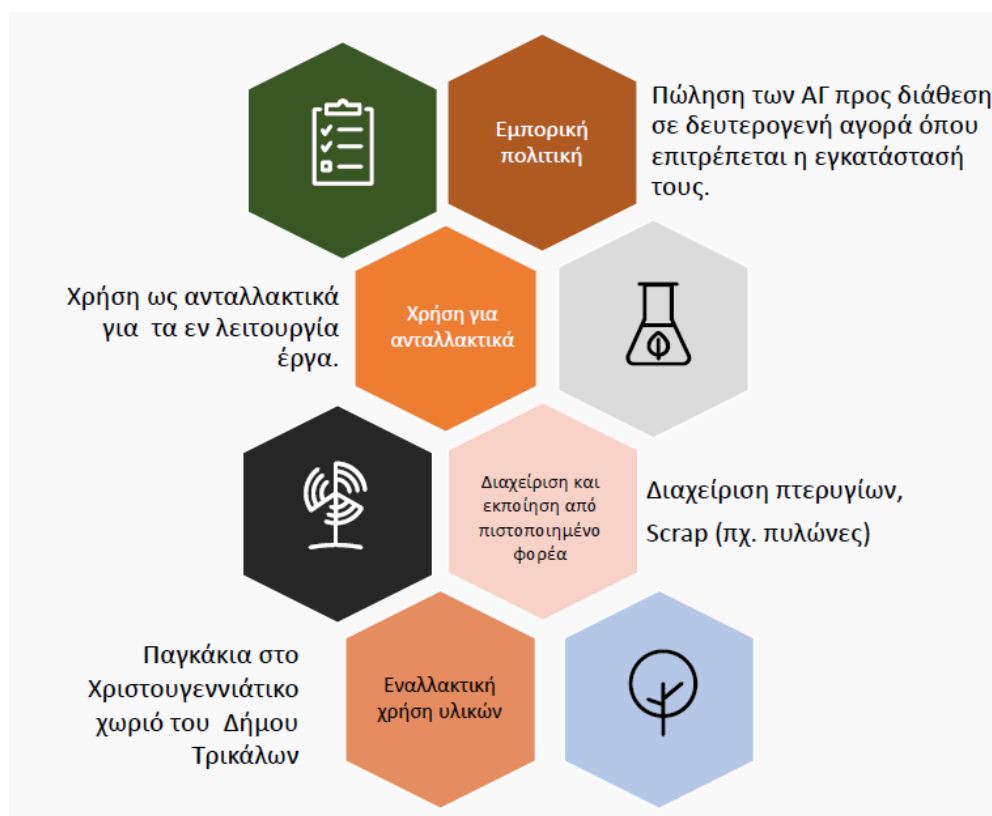 Εμπορική
πολιτική
Πώληση των ΑΓ προς διάθεση
σε δευτερογενή αγορά όπου
επιτρέπεται η εγκατάστασή
τους.
Χρήση ως ανταλλακτικά
για τα εν λειτουργία
έργα.
Χρήση για
ανταλλακτικά
Διαχείριση και
εκποίηση από
πιστοποιημένο
φορέα
Διαχείριση πτερυγίων,
Scrap (πχ. πυλώνες)
Παγκάκια στο
Χριστουγεννιάτικο
χωριό του Δήμου
Τρικάλων
Εναλλακτική
χρήση υλικών